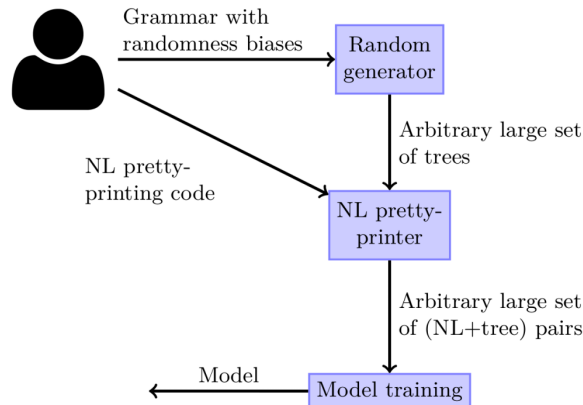 Grammar with
randomness biases
Random
generator
Arbitrary large set
of trees
NL pretty-
printing code
NL pretty-
printer
Arbitrary large set
of (NL+tree) pairs
Model
Model training